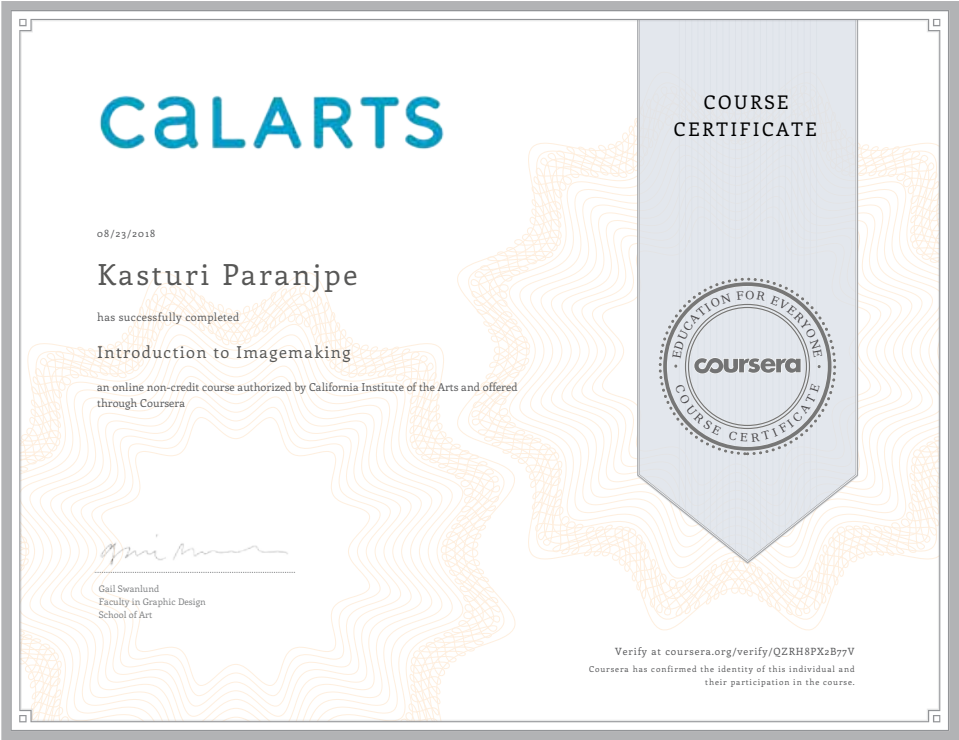 CALARTS
COURSE
CERTIFICATE
08/23/2018
Kasturi Paranjpe
has successfully completed
Introduction to Imagemaking
an online non-credit course authorized by California Institute of the Arts and offered
through Coursera
EDUCATION FOR EVERYONE
coursera
COURSE CERTIFICATE
Gail Swanlund
Faculty in Graphic Design
School of Art
Verify at coursera.org/verify/QZRH8PX2B77V
Coursera has confirmed the identity of this individual and
their participation in the course.